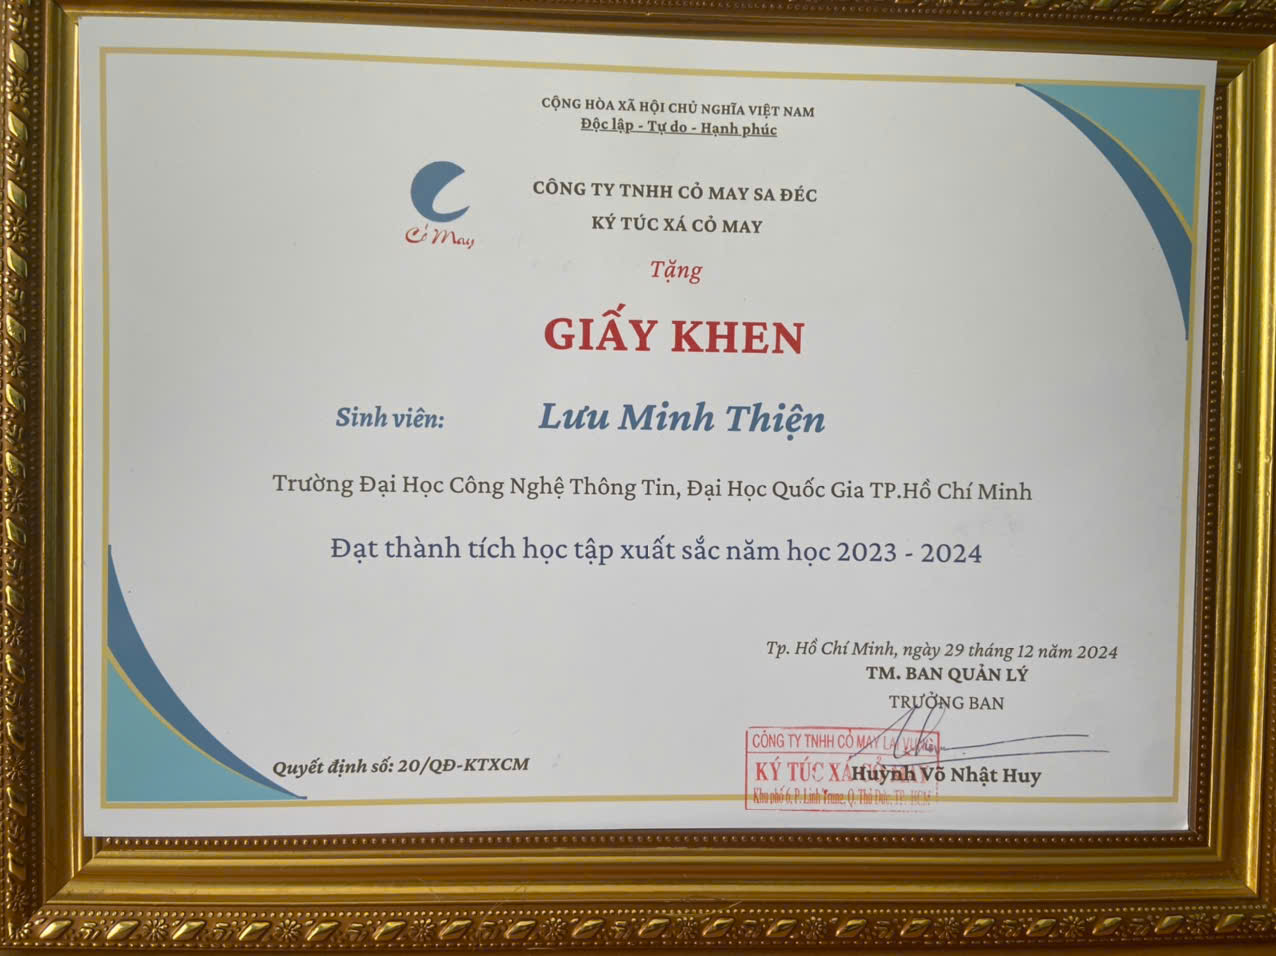 CỘNG HÒA XÃ HỘI CHỦ NGHĨA VIỆT NAM
Độc lập - Tự do - Hạnh phúc
CÔNG TY TNHH CỎ MAY SA ĐÉC
KÝ TÚC XÁ CỎ MAY
Cỏ May
Tặng
GIẤY KHEN
Sinh viên: Lưu Minh Thiện
Trường Đại Học Công Nghệ Thông Tin, Đại Học Quốc Gia TP.Hồ Chí Minh
Đạt thành tích học tập xuất sắc năm học 2023 - 2024
Tp. Hồ Chí Minh, ngày 29 tháng 12 năm 2024
TM. BAN QUẢN LÝ
TRƯỞNG BAN
CÔNG TY TNHH CỎ MAY LAI VUNG
KÝ TÚC XÁ CỎ MAY
Khu phố 6, P. Linh Trung, Q. Thủ Đức, TP. HCM
Huỳnh Võ Nhật Huy
Quyết định số: 20/QĐ-KTXCM